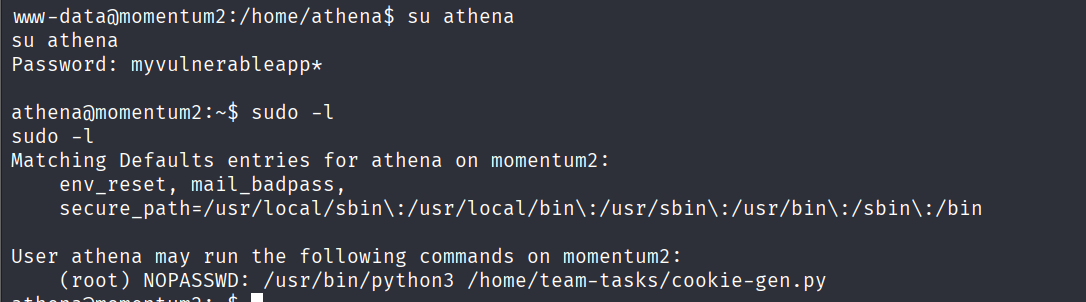 www-data@momentum2:/home/athena$ su athena
su athena
Password: myvulnerableapp*
athena@momentum2:~$ sudo -l
sudo -l
Matching Defaults entries for athena on momentum2:
    env_reset, mail_badpass,
    secure_path=/usr/local/sbin\:/usr/local/bin\:/usr/sbin\:/usr/bin\:/sbin\:/bin
User athena may run the following commands on momentum2:
    (root) NOPASSWD: /usr/bin/python3 /home/team-tasks/cookie-gen.py
athena@momentum2:~$